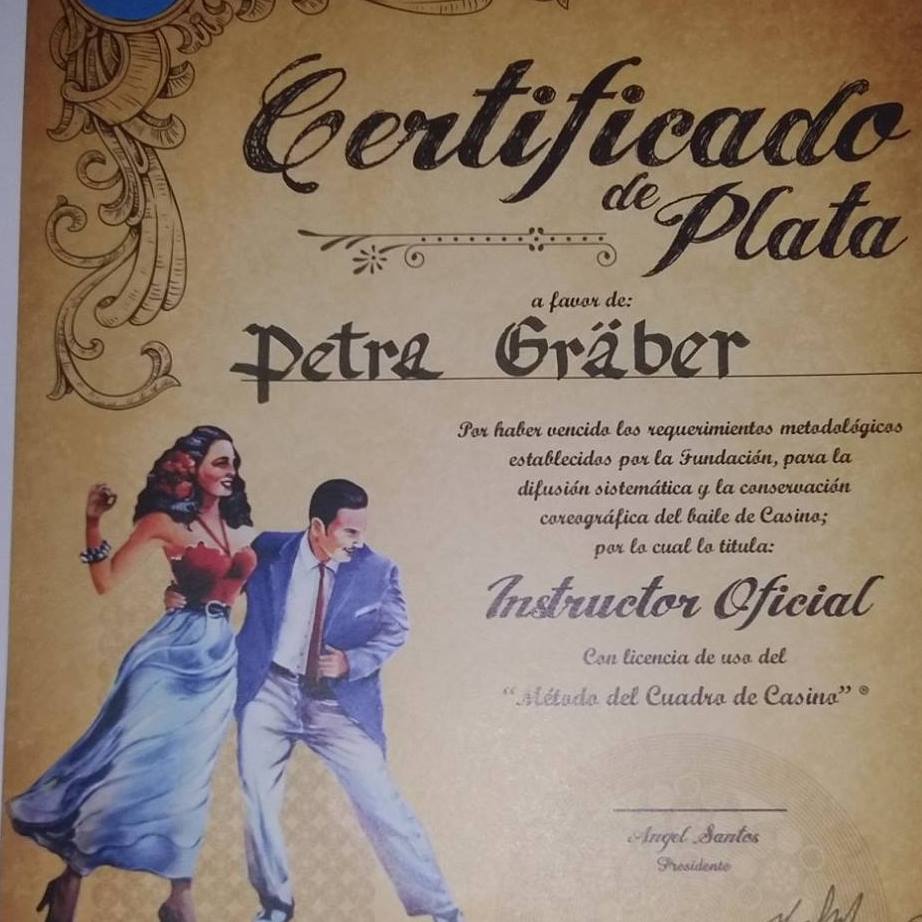 Certificado
de
Plata
a favor de:
Petra Gräber
Por haber vencido los requerimientos metodológicos
establecidos por la Fundación, para la
difusión sistemática y la conservación
coreográfica del baile de Casino;
por lo cual lo titula:
Instructor Oficial
Con licencia de uso del
“Método del Cuadro de Casino” ®
Angel Santos
Presidente